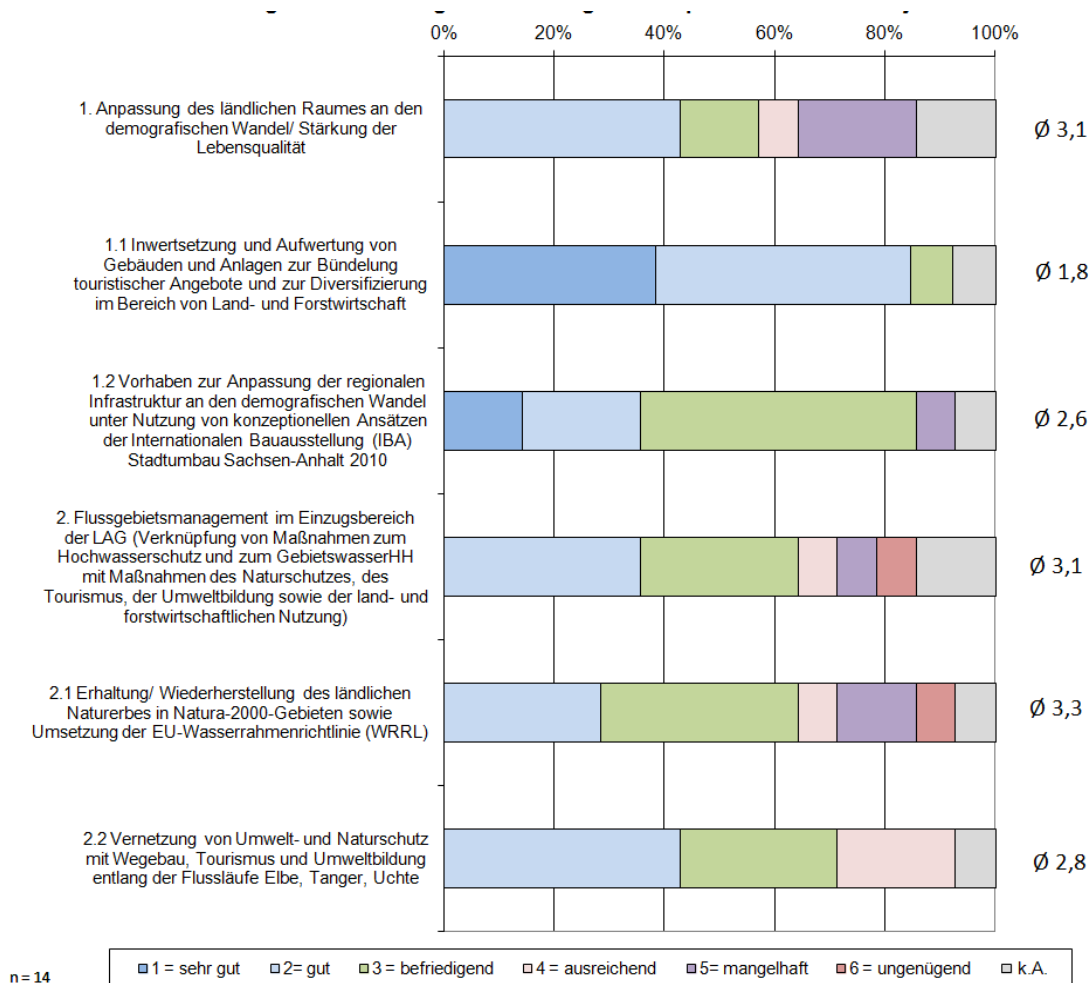 0% 20% 40% 60% 80% 100%
1. Anpassung des ländlichen Raumes an den
demografischen Wandel/ Stärkung der
Lebensqualität
Ø 3,1
1.1 Inwertsetzung und Aufwertung von
Gebäuden und Anlagen zur Bündelung
touristischer Angebote und zur Diversifizierung
im Bereich von Land- und Forstwirtschaft
Ø 1,8
1.2 Vorhaben zur Anpassung der regionalen
Infrastruktur an den demografischen Wandel
unter Nutzung von konzeptionellen Ansätzen
der Internationalen Bauausstellung (IBA)
Stadtumbau Sachsen-Anhalt 2010
Ø 2,6
2. Flussgebietsmanagement im Einzugsbereich
der LAG (Verknüpfung von Maßnahmen zum
Hochwasserschutz und zum GebietswasserHH
mit Maßnahmen des Naturschutzes, des
Tourismus, der Umweltbildung sowie der land- und
forstwirtschaftlichen Nutzung)
Ø 3,1
2.1 Erhaltung/ Wiederherstellung des ländlichen
Naturerbes in Natura-2000-Gebieten sowie
Umsetzung der EU-Wasserrahmenrichtlinie (WRRL)
Ø 3,3
2.2 Vernetzung von Umwelt- und Naturschutz
mit Wegebau, Tourismus und Umweltbildung
entlang der Flussläufe Elbe, Tanger, Uchte
Ø 2,8
n = 14
1 = sehr gut 2= gut 3 = befriedigend 4 = ausreichend 5= mangelhaft 6 = ungenügend k.A.